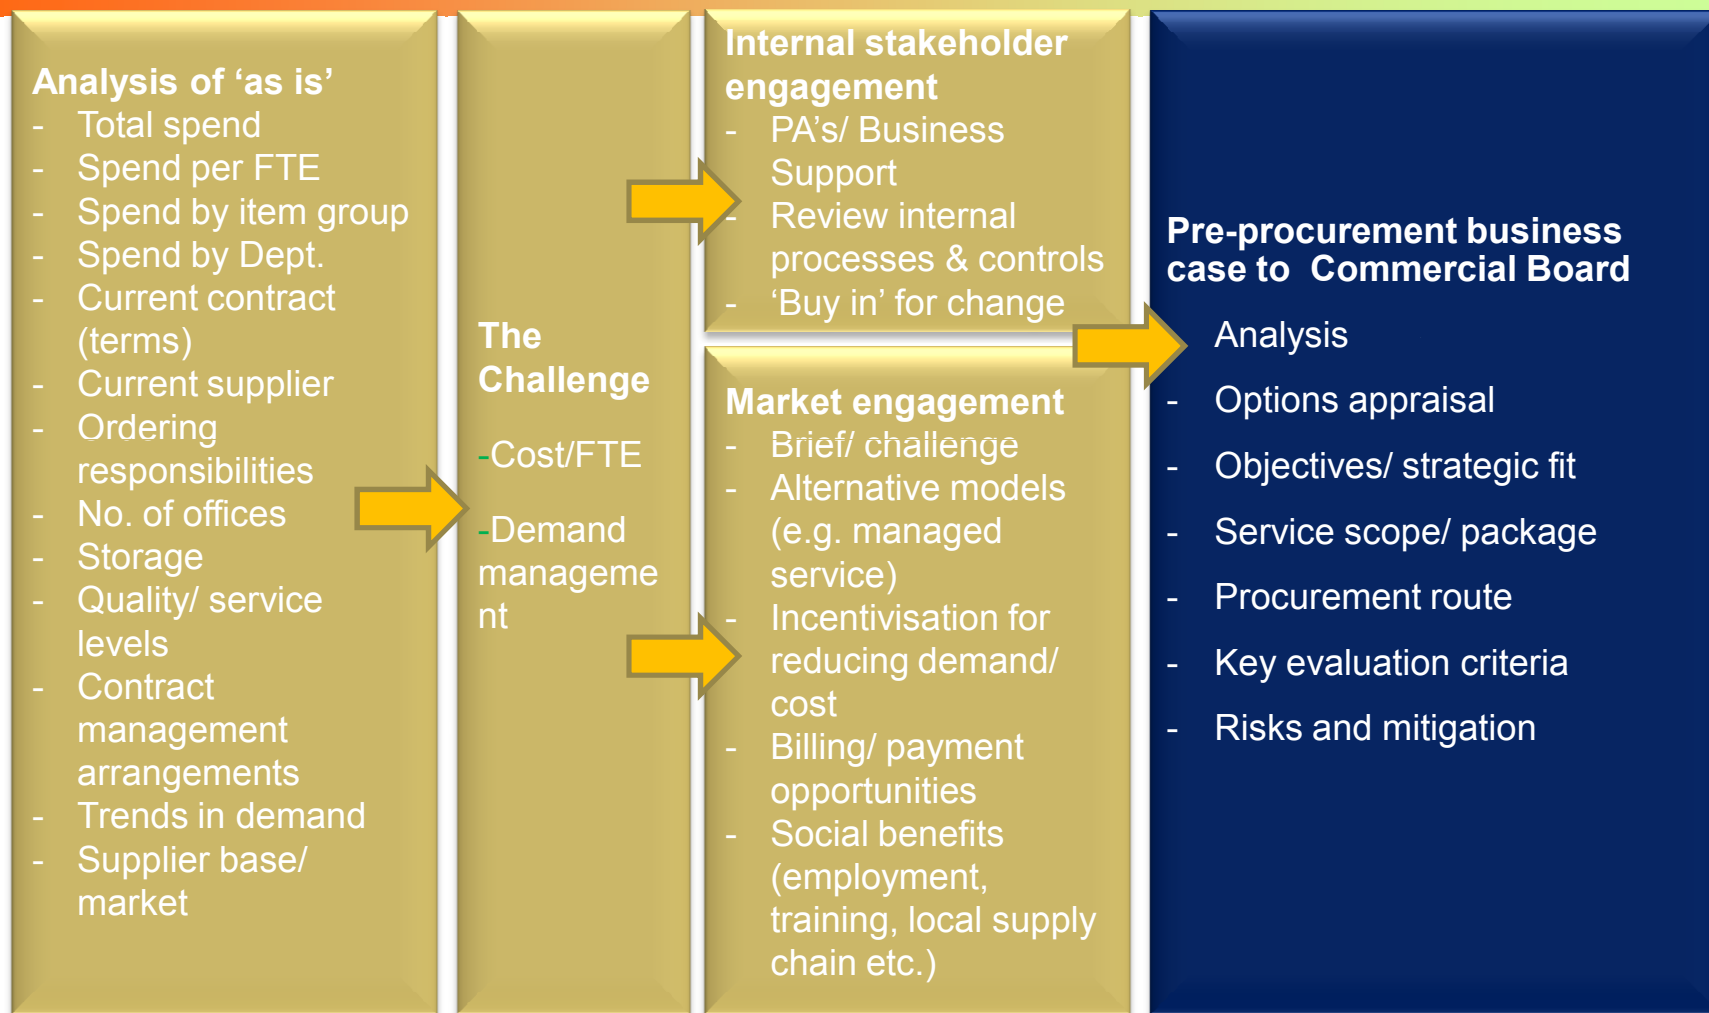 Analysis of ‘as is’
- Total spend
- Spend per FTE
- Spend by item group
- Spend by Dept.
- Current contract
(terms)
- Current supplier
- Ordering
responsibilities
- No. of offices
- Storage
- Quality/ service
levels
- Contract
management
arrangements
- Trends in demand
- Supplier base/
market
The
Challenge
-Cost/FTE
-Demand
manageme
nt
Internal stakeholder
engagement
- PA’s/ Business
Support
- Review internal
processes & controls
- ‘Buy in’ for change
Market engagement
- Brief/ challenge
- Alternative models
(e.g. managed
service)
- Incentivisation for
reducing demand/
cost
- Billing/ payment
opportunities
- Social benefits
(employment,
training, local supply
chain etc.)
Pre-procurement business
case to Commercial Board
Analysis
- Options appraisal
- Objectives/ strategic fit
- Service scope/ package
- Procurement route
- Key evaluation criteria
- Risks and mitigation